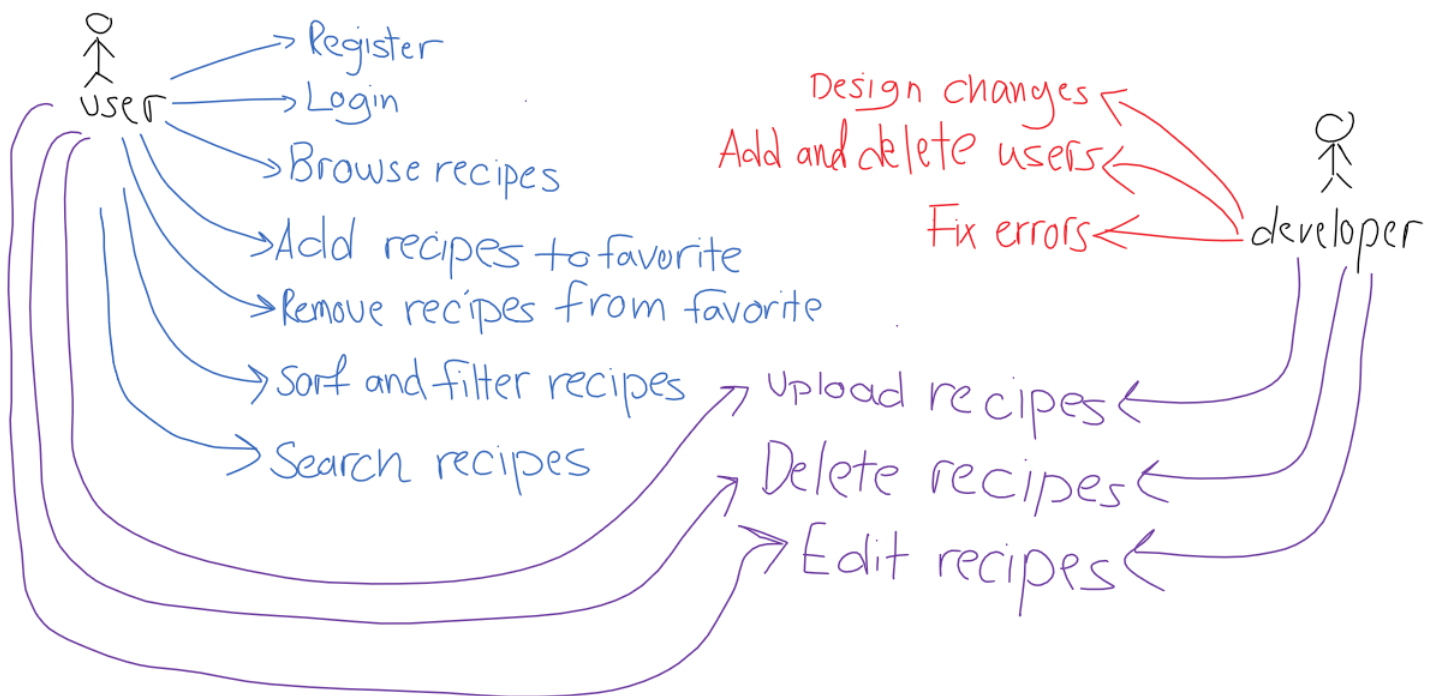 user
Register
Login
Browse recipes
Add recipes to favorite
Remove recipes from favorite
Sort and filter recipes
Search recipes
Design changes
Add and delete users
Fix errors
developer
Upload recipes
Delete recipes
Edit recipes